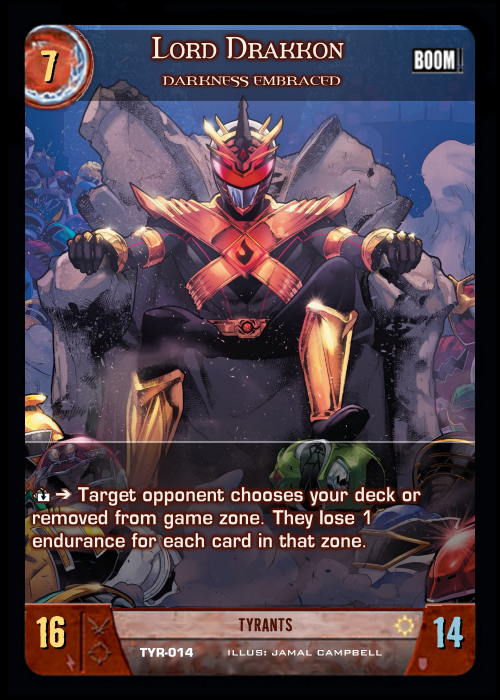 7
LORD DRAKKON
BOOM!
DARKNESS EMBRACED
➔ Target opponent chooses your deck or
removed from game zone. They lose 1
endurance for each card in that zone.
16
TYRANTS
14
TYR-014
ILLUS: JAMAL CAMPBELL